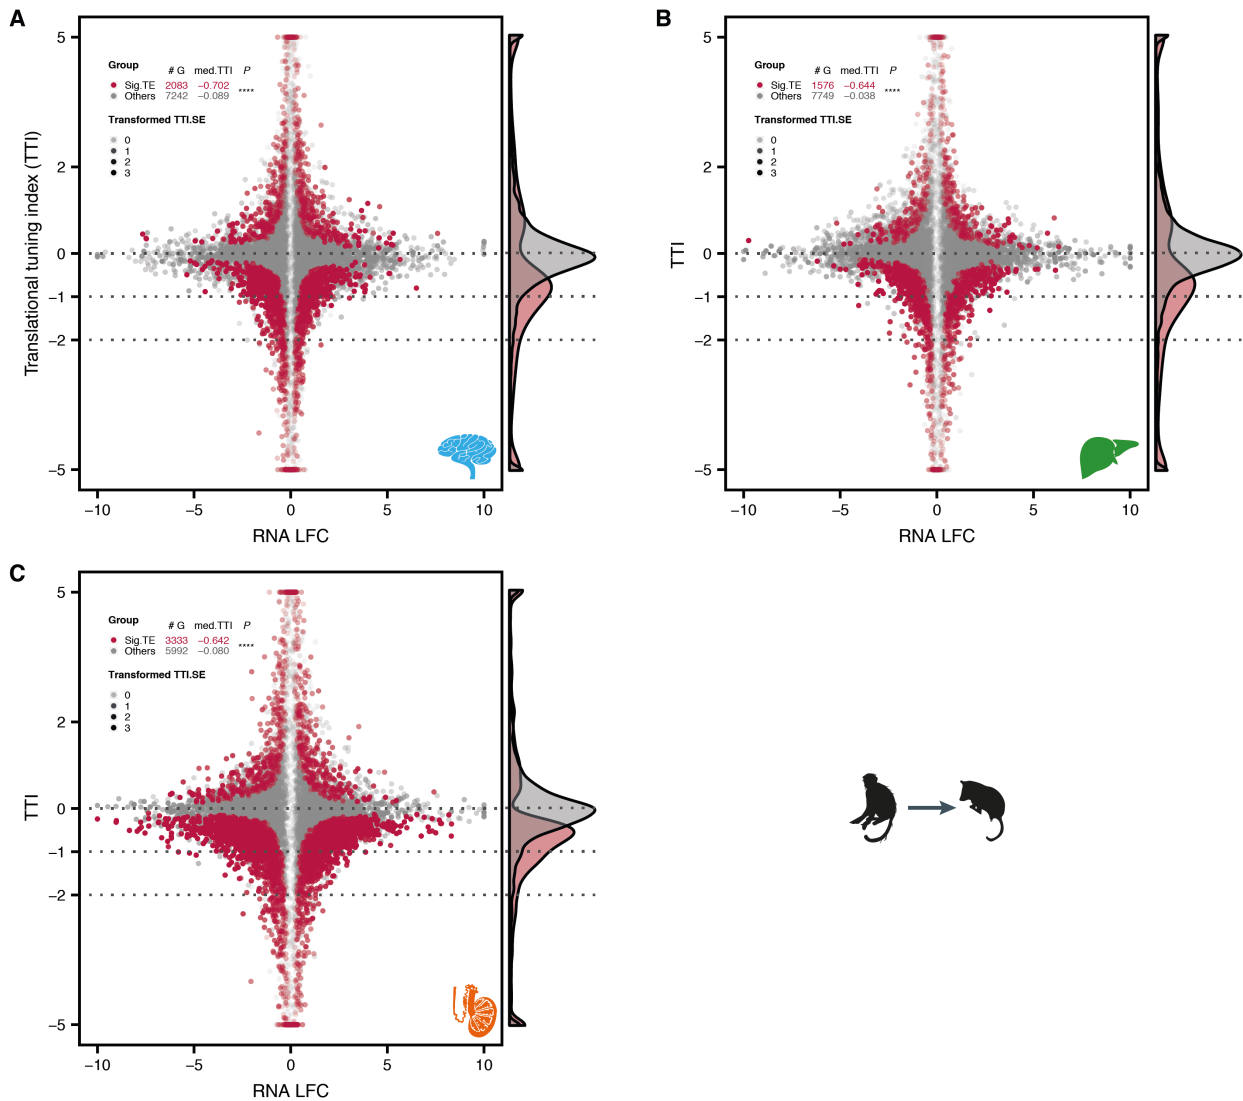 A
Translational tuning index (TTI)
5
2
0
−1
−2
−5
Group
# G med.TTI P
Sig.TE 2083 −0.702
Others 7242 −0.089
****
Transformed TTI.SE
0
1
2
3
−10 −5 0 5 10
RNA LFC
B
TTI
5
2
0
−1
−2
−5
Group
# G med.TTI P
Sig.TE 1576 −0.644
Others 7749 −0.038
****
Transformed TTI.SE
0
1
2
3
−10 −5 0 5 10
RNA LFC
C
TTI
5
2
0
−1
−2
−5
Group
# G med.TTI P
Sig.TE 3333 −0.642
Others 5992 −0.080
****
Transformed TTI.SE
0
1
2
3
−10 −5 0 5 10
RNA LFC